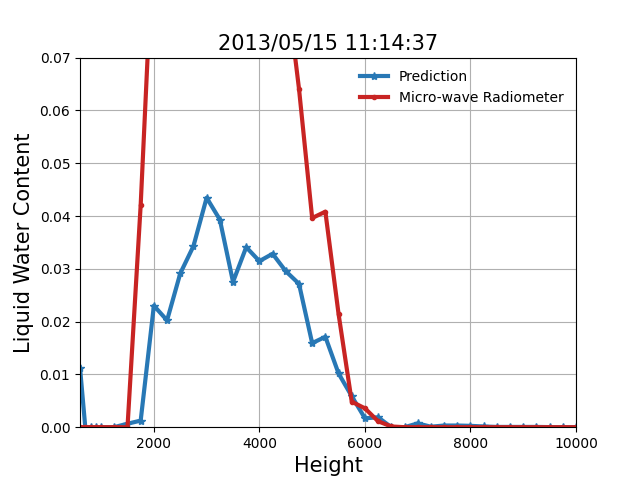 2013/05/15 11:14:37
0.07
0.06
0.05
0.04
0.03
0.02
0.01
0.00
Liquid Water Content
Prediction
Micro-wave Radiometer
2000 4000 6000 8000 10000
Height